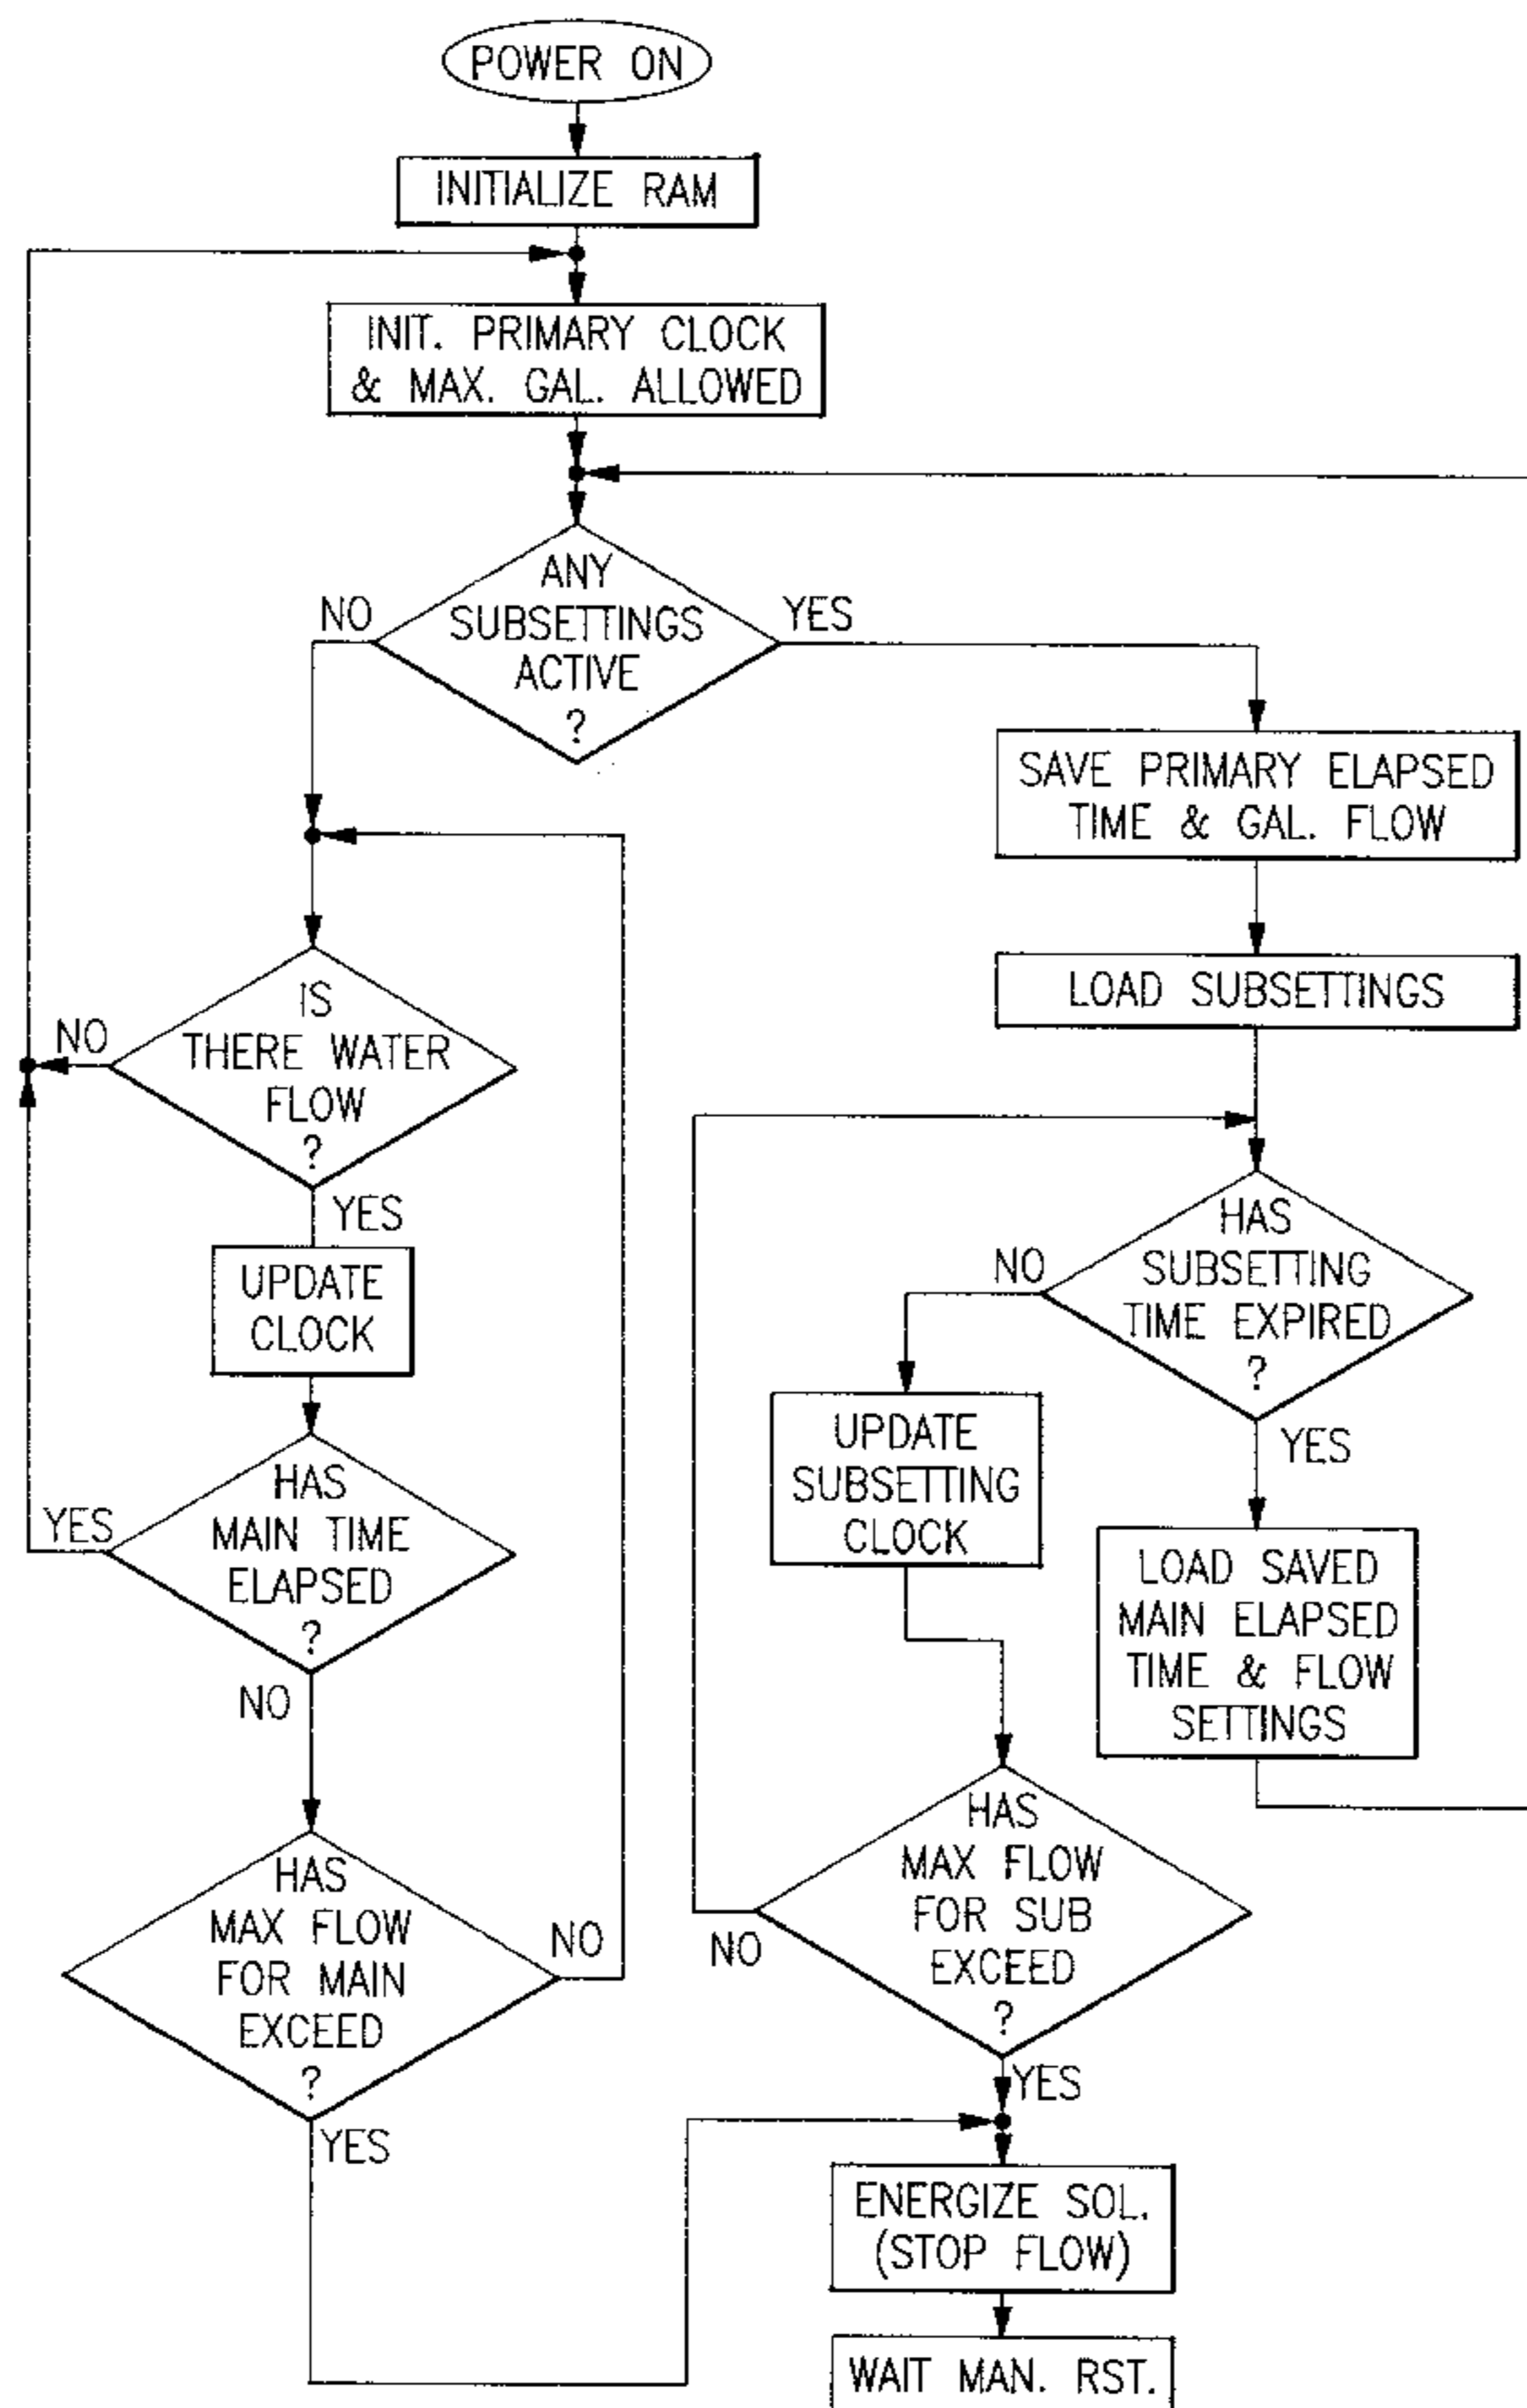 POWER ON
INITIALIZE RAM
INIT. PRIMARY CLOCK
& MAX. GAL. ALLOWED
ANY
SUBSETTINGS
ACTIVE
?
NO
YES
SAVE PRIMARY ELAPSED
TIME & GAL. FLOW
LOAD SUBSETTINGS
IS
THERE WATER
FLOW
?
NO
YES
UPDATE
CLOCK
HAS
MAIN TIME
ELAPSED
?
YES
NO
HAS
MAX FLOW
FOR MAIN
EXCEED
?
NO
YES
HAS
SUBSETTING
TIME EXPIRED
?
NO
YES
UPDATE
SUBSETTING
CLOCK
LOAD SAVED
MAIN ELAPSED
TIME & FLOW
SETTINGS
HAS
MAX FLOW
FOR SUB
EXCEED
?
NO
YES
ENERGIZE SOL.
(STOP FLOW)
WAIT MAN. RST.